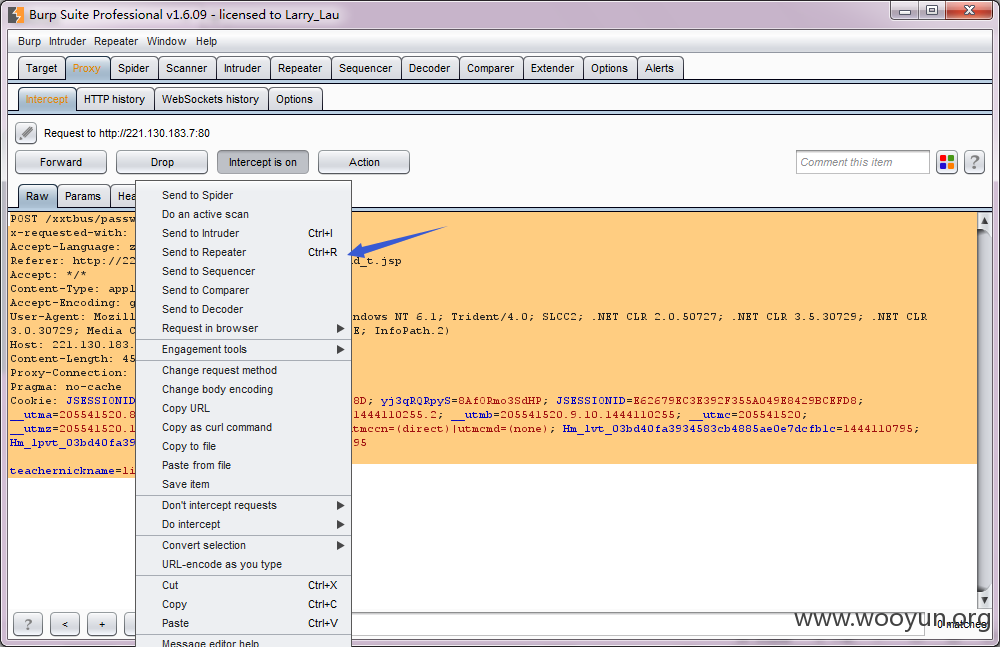 Burp Suite Professional v1.6.09 - licensed to Larry_Lau
Burp Intruder Repeater Window Help
Target Proxy Spider Scanner Intruder Repeater Sequencer Decoder Comparer Extender Options Alerts
Intercept HTTP history WebSockets history Options
Request to http://221.130.183.7:80
Forward Drop Intercept is on Action Comment this item ?
Raw Params Hea
POST /xxtbus/passw
x-requested-with:
Accept-Language: z
Referer: http://22 d_t.jsp
Accept: */*
Content-Type: appl
Accept-Encoding: g
User-Agent: Mozill ndows NT 6.1; Trident/4.0; SLCC2; .NET CLR 2.0.50727; .NET CLR 3.5.30729; .NET CLR
3.0.30729; Media C E; InfoPath.2)
Host: 221.130.183.
Content-Length: 45
Proxy-Connection:
Pragma: no-cache
Cookie: JSESSIONID= 8D; yj3qRQRpyS=8AfORmo3SdHP; JSESSIONID=E62679EC3E392F355A049E8429BCEFD8;
__utma=205541520.8 1444110255.2; __utmb=205541520.9.10.1444110255; __utmc=205541520;
__utmz=205541520.1 tmccn=(direct)|utmcmd=(none); Hm_lvt_03bd40fa3934583cb4885ae0e7dcfb1c=1444110795;
Hm_lpvt_03bd40fa39 95
teachernickname=li
Send to Spider
Do an active scan
Send to Intruder Ctrl+I
Send to Repeater Ctrl+R
Send to Sequencer
Send to Comparer
Send to Decoder
Request in browser
Engagement tools
Change request method
Change body encoding
Copy URL
Copy as curl command
Copy to file
Paste from file
Save item
Don't intercept requests
Do intercept
Convert selection
URL-encode as you type
Cut Ctrl+X
Copy Ctrl+C
Paste Ctrl+V
Message editor help
? < +
0 matches
www.wooyun.org